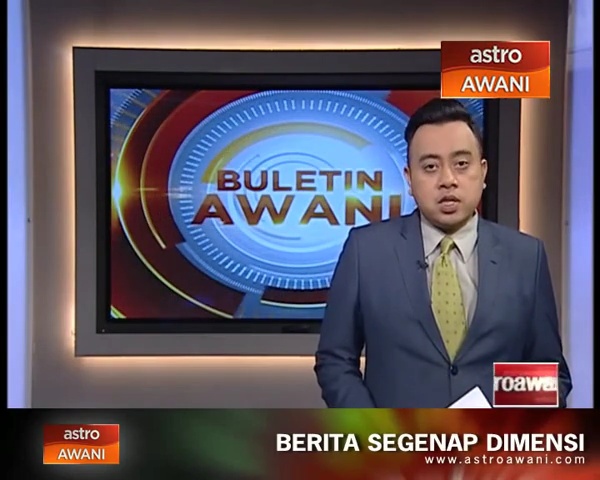 astro
AWANI
BULETIN
AWANI
roawa
astro
AWANI
BERITA SEGENAP DIMENSI
www.astroawani.com